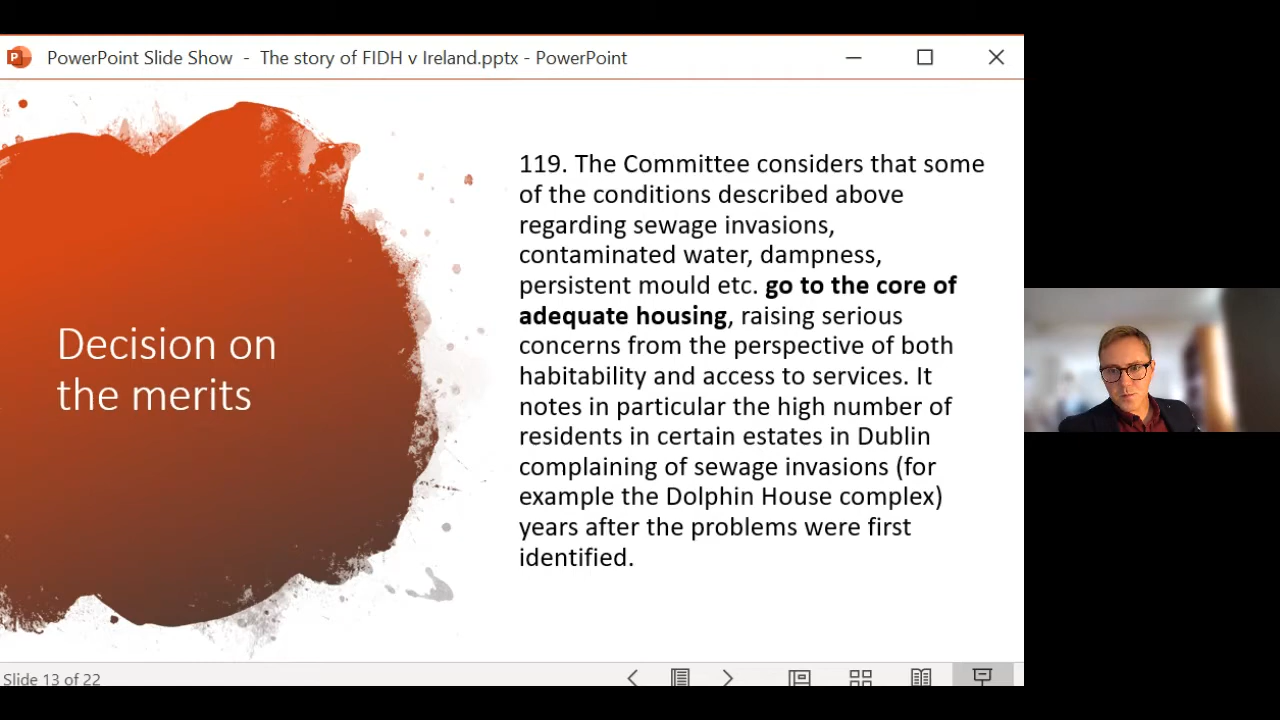 PowerPoint Slide Show - The story of FIDH v Ireland.pptx - PowerPoint
Decision on
the merits
119. The Committee considers that some
of the conditions described above
regarding sewage invasions,
contaminated water, dampness,
persistent mould etc. go to the core of
adequate housing, raising serious
concerns from the perspective of both
habitability and access to services. It
notes in particular the high number of
residents in certain estates in Dublin
complaining of sewage invasions (for
example the Dolphin House complex)
years after the problems were first
identified.
Slide 13 of 22